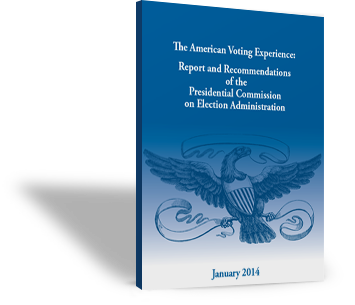 The American Voting Experience:
Report and Recommendations
of the
Presidential Commission
on Election Administration
January 2014